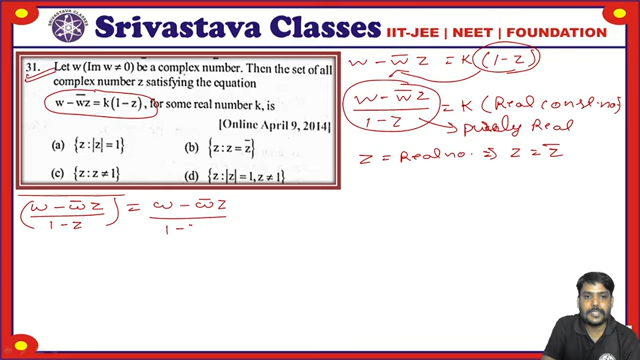 Srivastava Classes IIT-JEE | NEET | FOUNDATION
31. Let w (Im w ≠ 0) be a complex number. Then the set of all
complex number z satisfying the equation
w – w̅z = k(1–z), for some real number k, is
[Online April 9, 2014]
(a) {z : |z| = 1} (b) {z : z = z̅}
(c) {z : z ≠ 1} (d) {z : |z| = 1, z ≠ 1}
w – w̅ z = K (1–z)
w – w̅ z / 1–z = K (Real const. no)
→ purely Real
z = Real no. ⇒ z = z̅
(w – w̅ z / 1–z)‾ = w – w̅ z / 1–